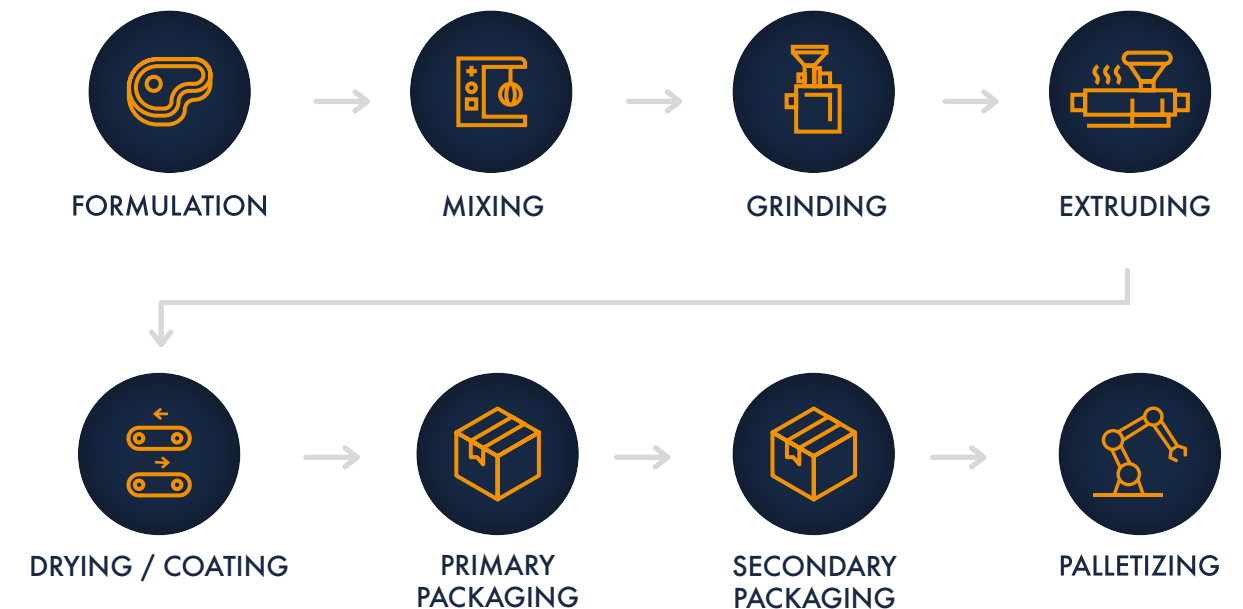 FORMULATION
MIXING
GRINDING
EXTRUDING
DRYING / COATING
PRIMARY
PACKAGING
SECONDARY
PACKAGING
PALLETIZING